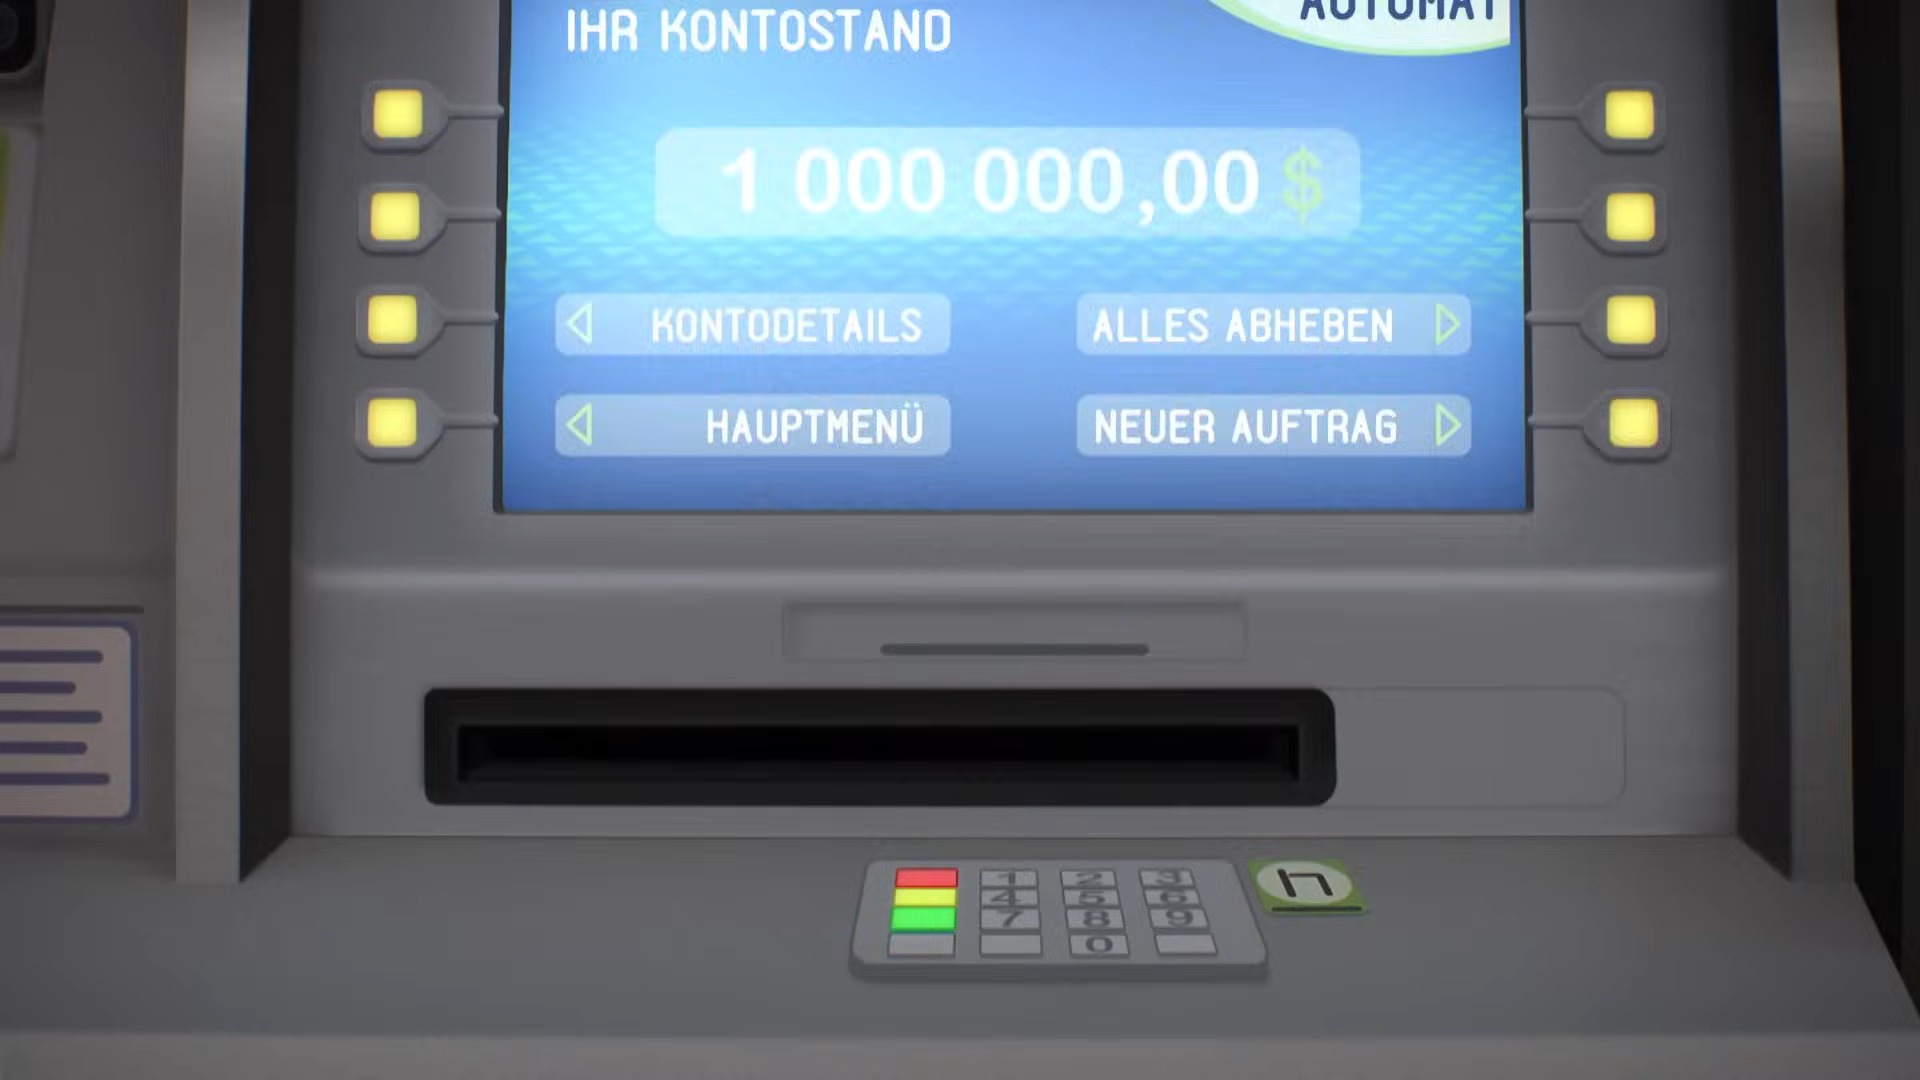 AUTOMAT
IHR KONTOSTAND
1 000 000,00 $
KONTODETAILS
ALLES ABHEBEN
HAUPTMENÜ
NEUER AUFTRAG
1 2 3
4 5 6
7 8 9
0